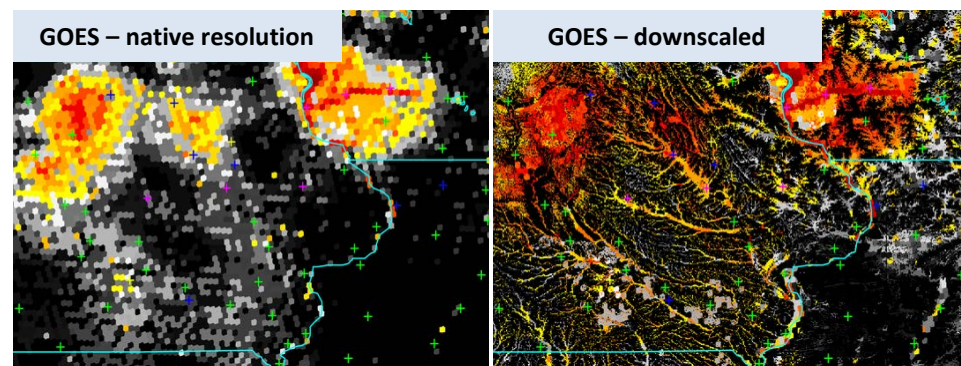 GOES – native resolution
GOES – downscaled